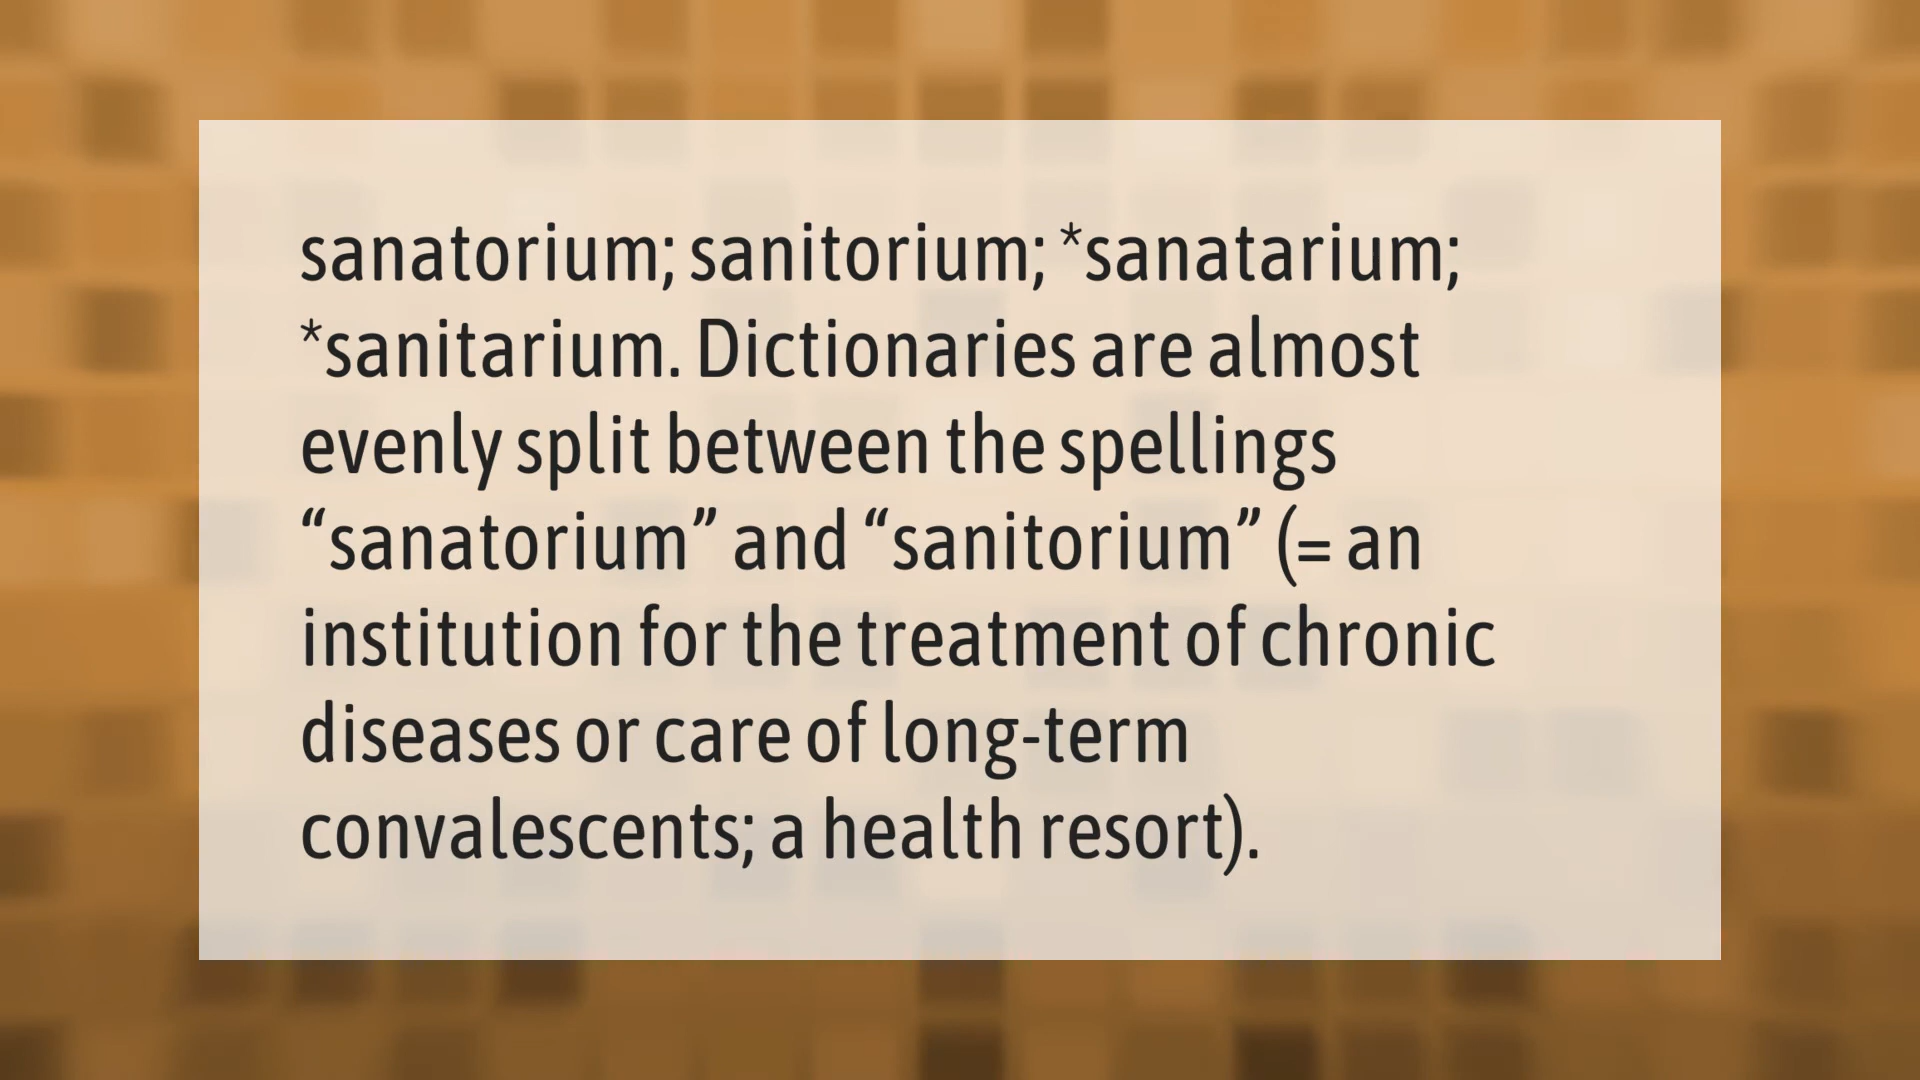 sanatorium; sanitorium; *sanatarium;
*sanitarium. Dictionaries are almost
evenly split between the spellings
“sanatorium” and “sanitorium” (= an
institution for the treatment of chronic
diseases or care of long-term
convalescents; a health resort).